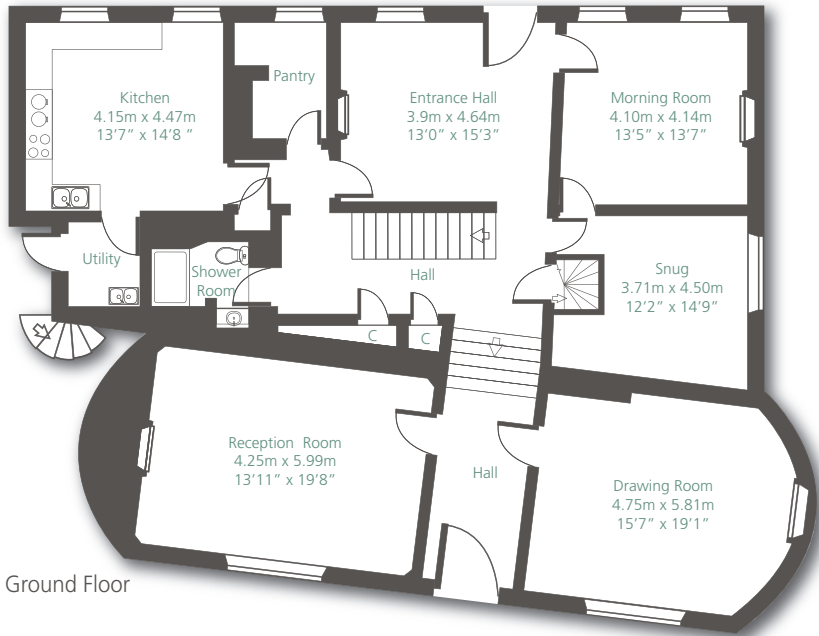 Kitchen
4.15m x 4.47m
13'7" x 14'8 "
Pantry
Entrance Hall
3.9m x 4.64m
13'0" x 15'3"
Morning Room
4.10m x 4.14m
13'5" x 13'7"
Utility
Shower
Room
Hall
Snug
3.71m x 4.50m
12'2" x 14'9"
C
C
Reception Room
4.25m x 5.99m
13'11" x 19'8"
Hall
Drawing Room
4.75m x 5.81m
15'7" x 19'1"
Ground Floor